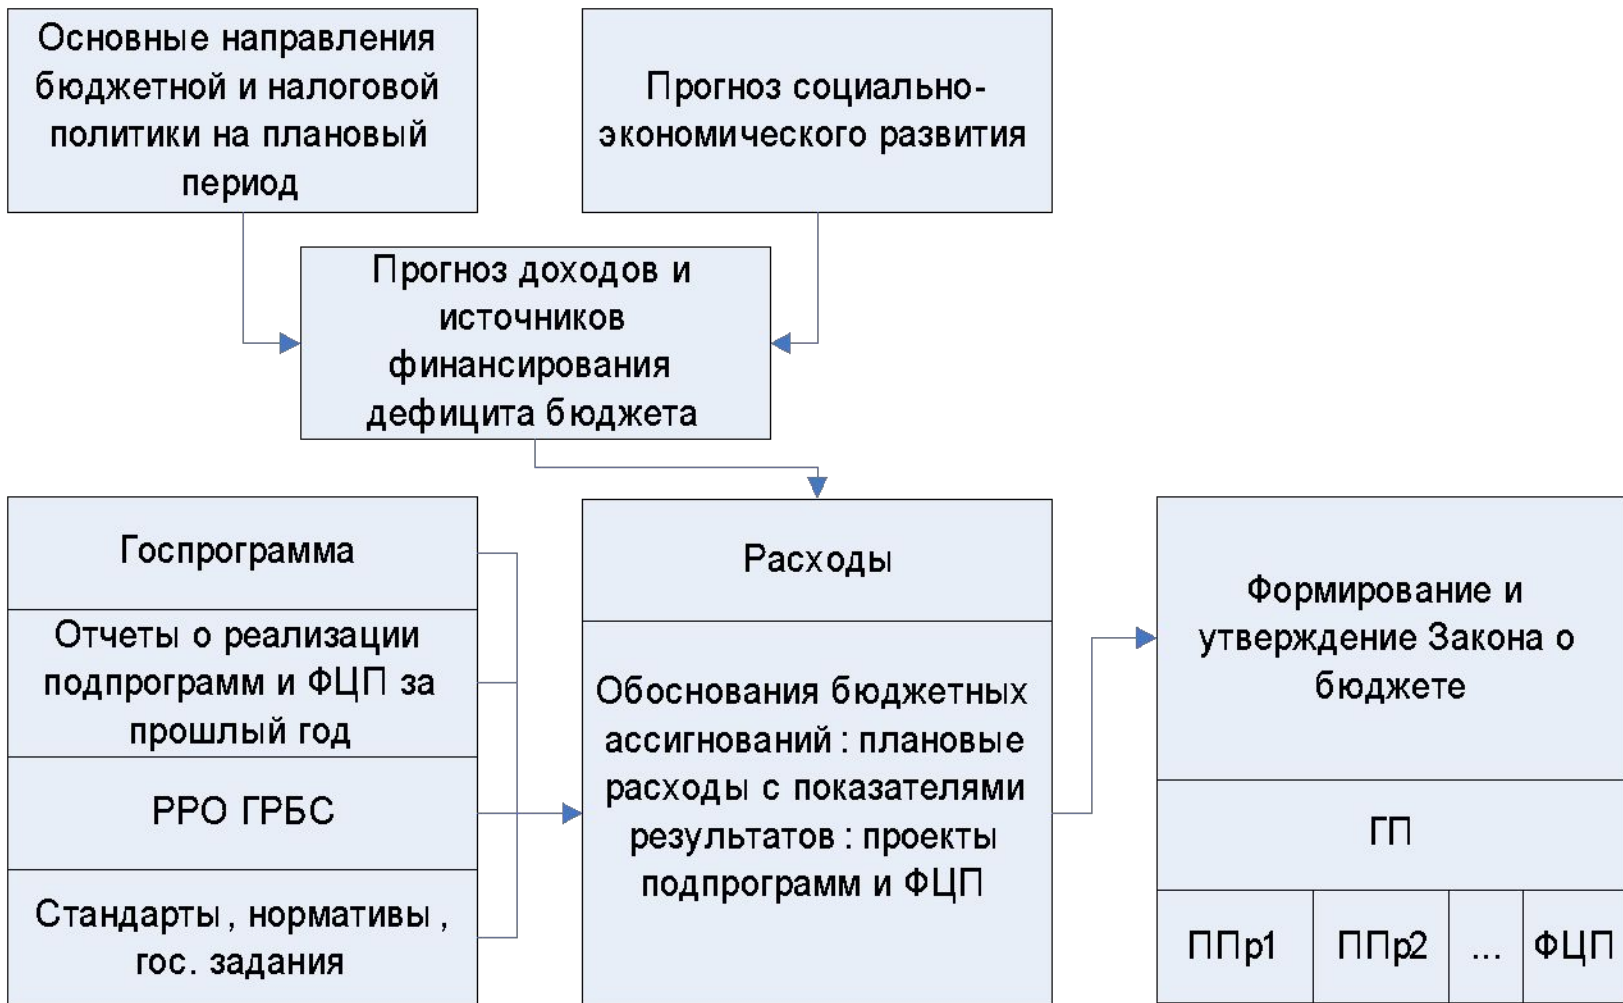 Основные направления
бюджетной и налоговой
политики на плановый
период
Прогноз социально-
экономического развития
Прогноз доходов и
источников
финансирования
дефицита бюджета
Госпрограмма
Отчеты о реализации
подпрограмм и ФЦП за
прошлый год
РРО ГРБС
Стандарты , нормативы ,
гос. задания
Расходы
Обоснования бюджетных
ассигнований : плановые
расходы с показателями
результатов : проекты
подпрограмм и ФЦП
Формирование и
утверждение Закона о
бюджете
ГП
ППр1 ППр2 ... ФЦП